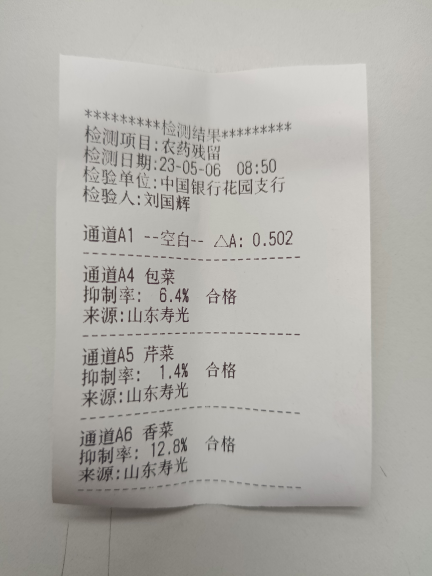 *********检测结果*********
检测项目:农药残留
检测日期:23-05-06 08:50
检验单位:中国银行花园支行
检验人:刘国辉
通道A1 --空白-- △A: 0.502
通道A4 包菜
抑制率: 6.4% 合格
来源:山东寿光
通道A5 芹菜
抑制率: 1.4% 合格
来源:山东寿光
通道A6 香菜
抑制率: 12.8% 合格
来源:山东寿光